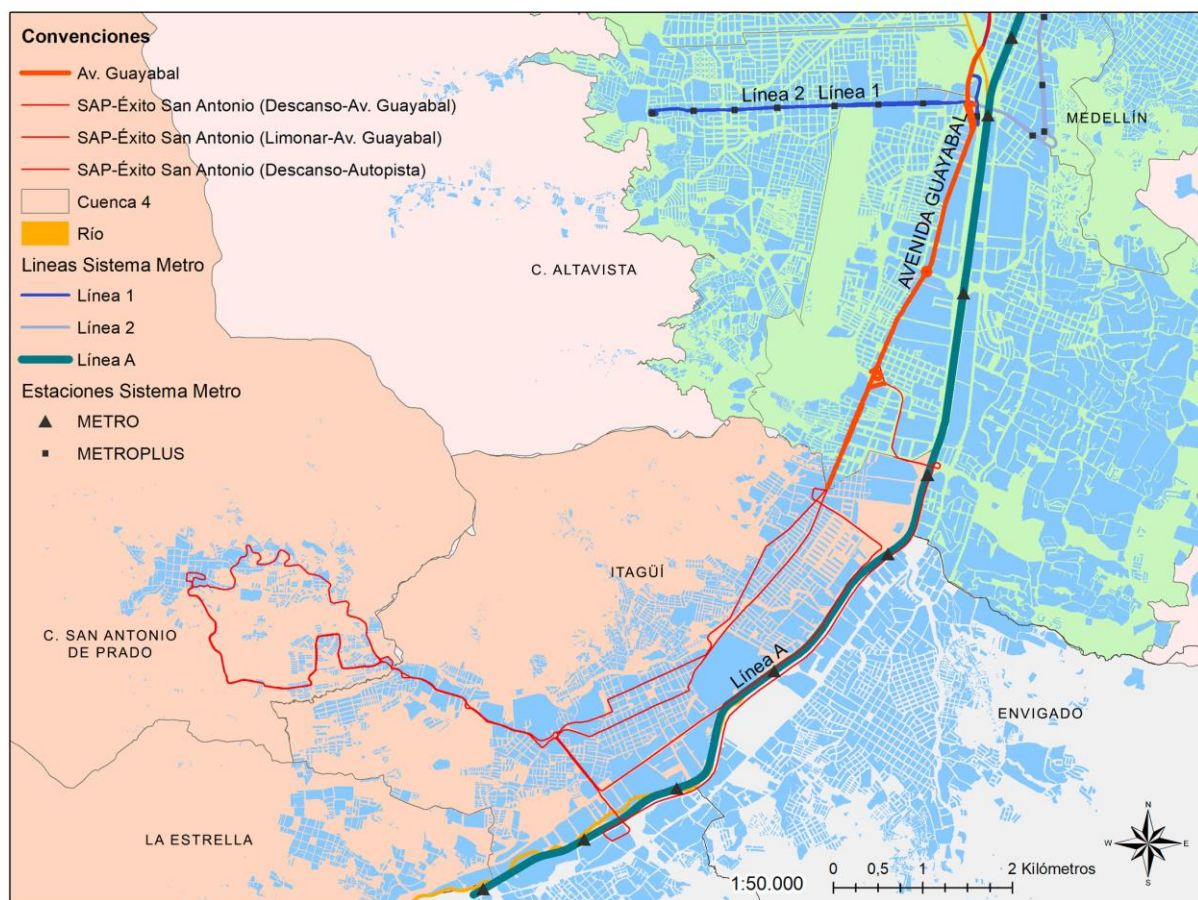 Convenciones
Av. Guayabal
SAP-Éxito San Antonio (Descanso-Av. Guayabal)
SAP-Éxito San Antonio (Limonar-Av. Guayabal)
SAP-Éxito San Antonio (Descanso-Autopista)
Cuenca 4
Río
Lineas Sistema Metro
Línea 1
Línea 2
Línea A
Estaciones Sistema Metro
METRO
METROPLUS
Línea 2 Línea 1
MEDELLÍN
AVENIDA GUAYABAL
C. ALTAVISTA
ITAGÜÍ
C. SAN ANTONIO
DE PRADO
Línea A
ENVIGADO
LA ESTRELLA
N
W E
S
1:50.000
0 0,5 1 2 Kilómetros